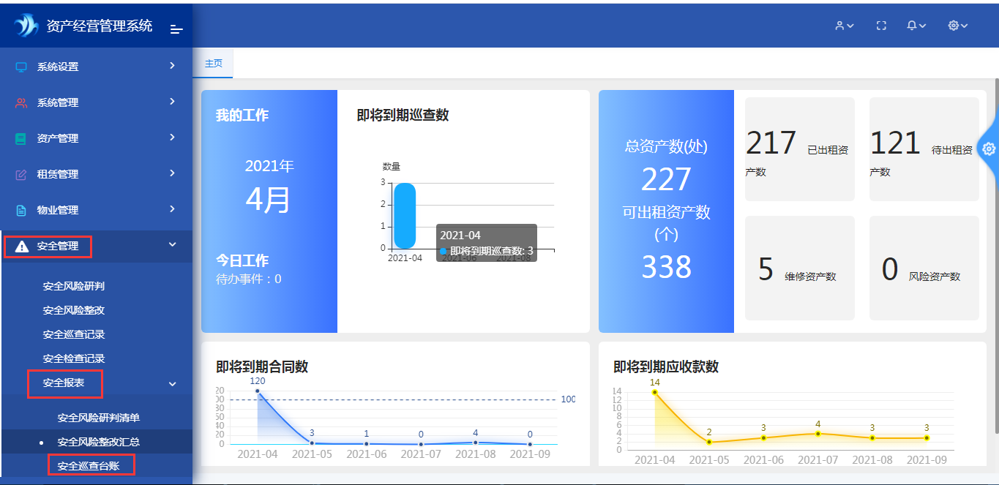 资产经营管理系统
系统设置
系统管理
资产管理
租赁管理
物业管理
安全管理
安全风险研判
安全风险整改
安全巡查记录
安全检查记录
安全报表
安全风险研判清单
安全风险整改汇总
安全巡查台账
主页
我的工作
2021年
4月
今日工作
待办事件：0
即将到期巡查数
数量
3
2
1
0
2021-04 2021-06 2021-08
2021-04
即将到期巡查数: 3
总资产数(处)
227
可出租资产数
(个)
338
217 已出租资
产数
121 待出租资
产数
5 维修资产数
0 风险资产数
即将到期合同数
120
20
00
80
60
40
20
0
100
3 1 0 4 0
2021-04 2021-05 2021-06 2021-07 2021-08 2021-09
即将到期应收款数
14
14
12
10
8
6
4
2
0
2 3 4 3 3
2021-04 2021-05 2021-06 2021-07 2021-08 2021-09